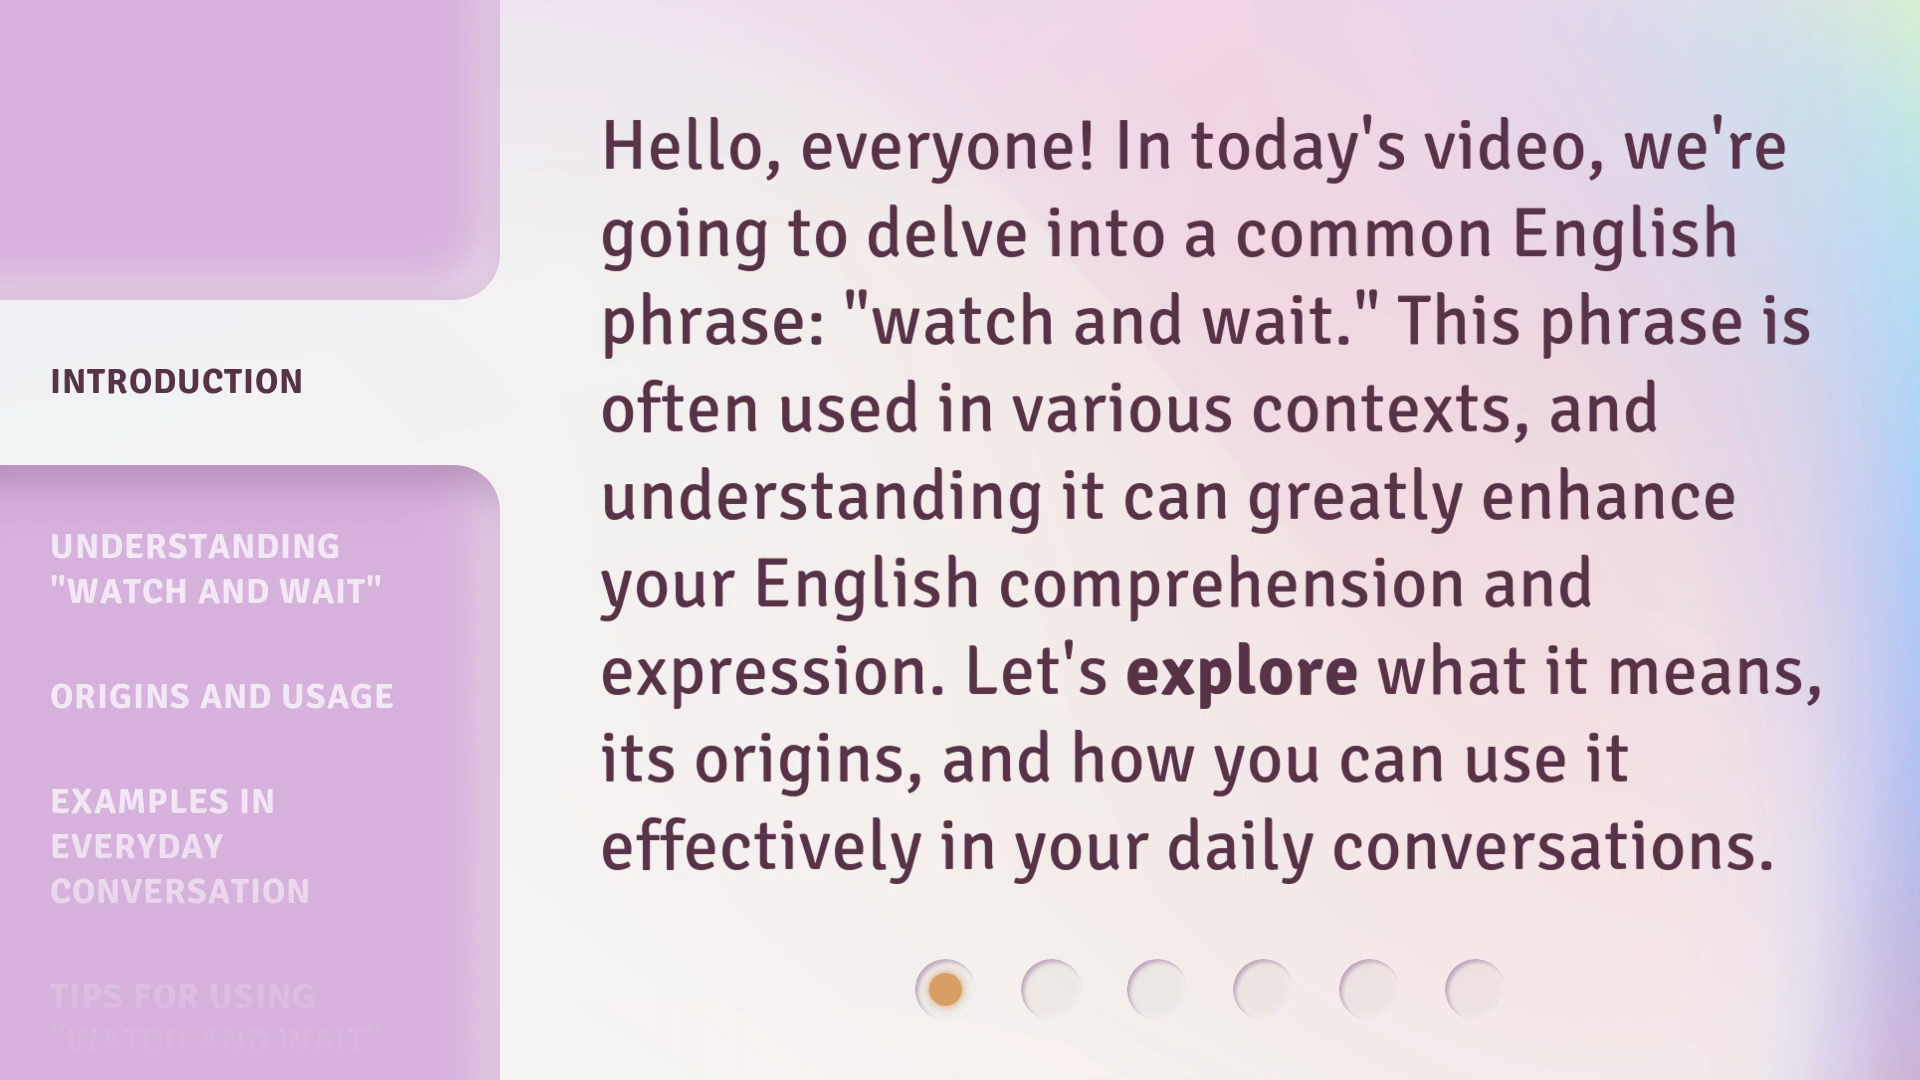 INTRODUCTION
UNDERSTANDING
"WATCH AND WAIT"
ORIGINS AND USAGE
EXAMPLES IN
EVERYDAY
CONVERSATION
TIPS FOR USING
"WATCH AND WAIT"
Hello, everyone! In today's video, we're
going to delve into a common English
phrase: "watch and wait." This phrase is
often used in various contexts, and
understanding it can greatly enhance
your English comprehension and
expression. Let's explore what it means,
its origins, and how you can use it
effectively in your daily conversations.